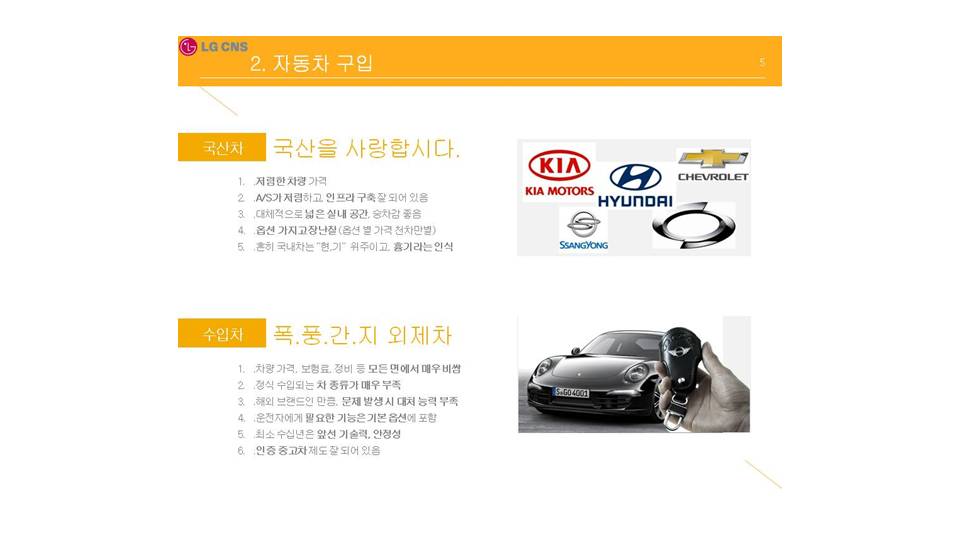 LG CNS
2. 자동차 구입
5
국산차
국산을 사랑합시다.
1. .저렴한 차량 가격
2. .A/S가 저렴하고, 인프라 구축 잘 되어 있음
3. .대체적으로 넓은 실내 공간, 승차감 좋음
4. .옵션 가지고 장난질 (옵션 별 가격 천차만별)
5. .흔히 국내차는 "현,기" 위주이고, 흉기라는 인식
KIA
KIA MOTORS
HYUNDAI
CHEVROLET
SSANGYONG
수입차
폭.풍.간.지 외제차
1. .차량 가격, 보험료, 정비 등 모든 면에서 매우 비쌈
2. .정식 수입되는 차 종류가 매우 부족
3. .해외 브랜드인 만큼, 문제 발생 시 대처 능력 부족
4. .운전자에게 필요한 기능은 기본 옵션에 포함
5. .최소 수십년은 앞선 기술력, 안정성
6. .인증 중고차 제도 잘 되어 있음
S GO 4001